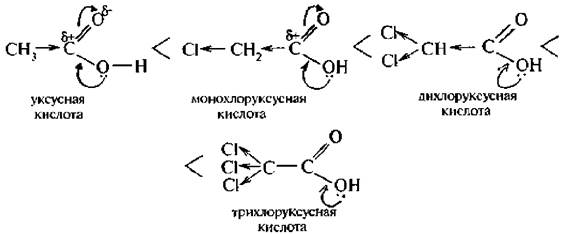 CH₃ C δ+ O δ- O H < Cl CH₂ C δ+ O OH < Cl Cl CH C O OH <
уксусная кислота
монохлоруксусная кислота
дихлоруксусная кислота
< Cl Cl Cl C C O OH
трихлоруксусная
кислота